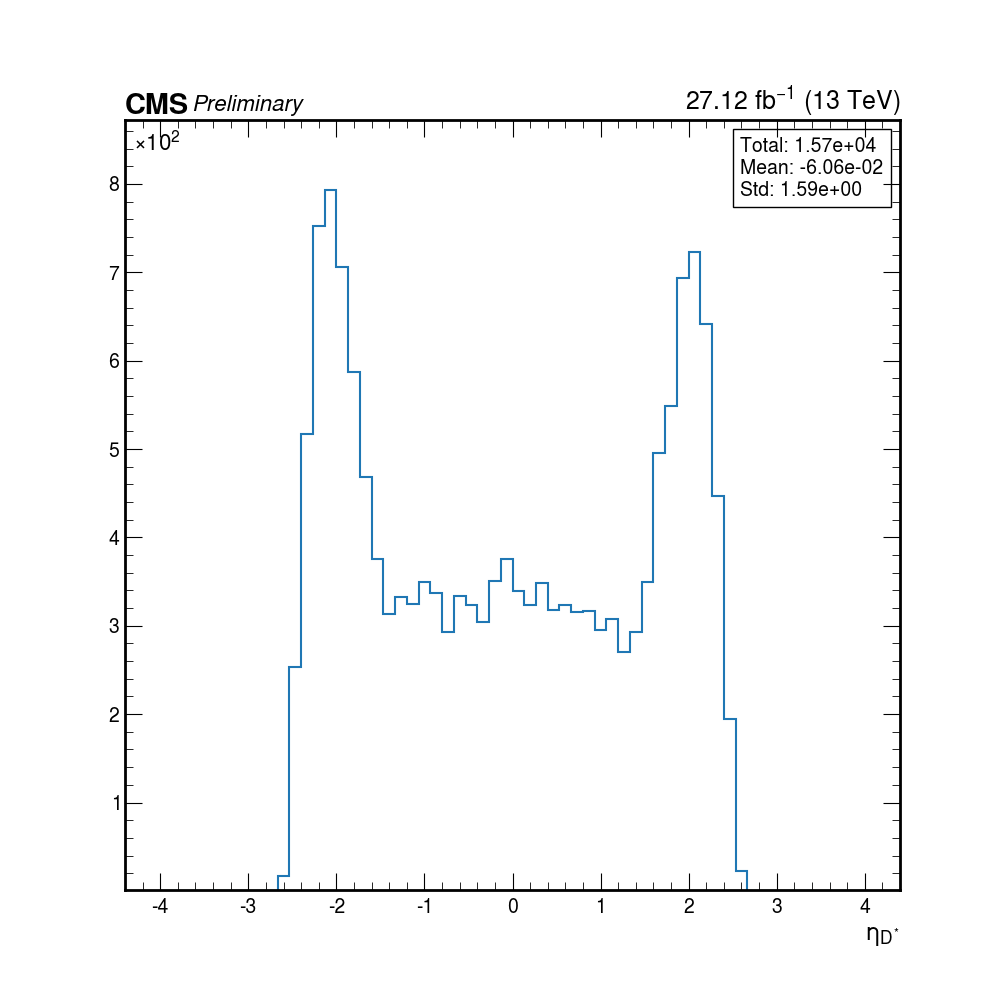 CMS Preliminary 27.12 fb⁻¹ (13 TeV)
×10²
Total: 1.57e+04
Mean: -6.06e-02
Std: 1.59e+00
8
7
6
5
4
3
2
1
-4 -3 -2 -1 0 1 2 3 4
η_D*